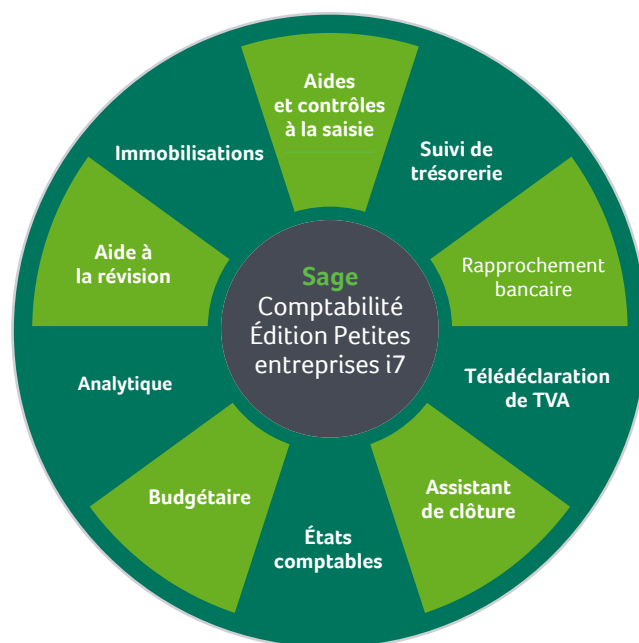 Aides
et contrôles
à la saisie
Suivi de
trésorerie
Rapprochement
bancaire
Télédéclaration
de TVA
Assistant
de clôture
États
comptables
Budgétaire
Analytique
Aide à
la révision
Immobilisations
Sage
Comptabilité
Édition Petites
entreprises i7